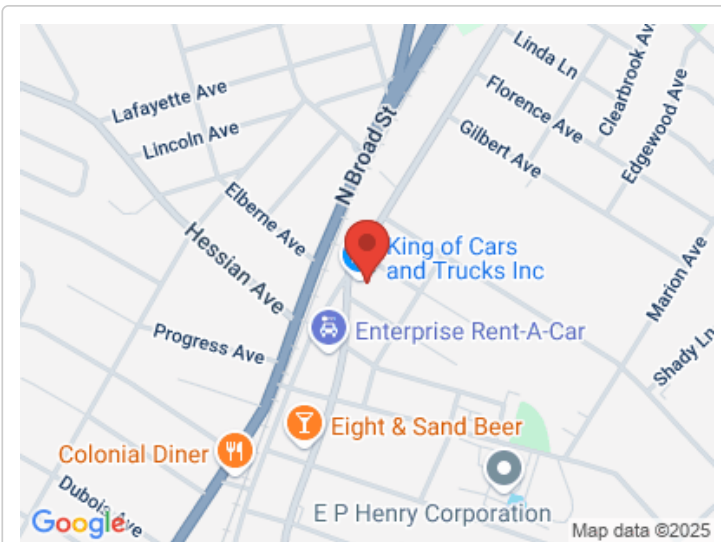 Linda Ln
Clearbrook Av
Lafayette Ave
Florence Ave
Edgewood Ave
Lincoln Ave
N Broad St
Gilbert Ave
Elberne Ave
Hessian Ave
King of Cars
and Trucks Inc
Marion Ave
Progress Ave
Enterprise Rent-A-Car
Shady Ln
Eight & Sand Beer
Colonial Diner
Dubois Ave
E P Henry Corporation
Google
Map data ©2025